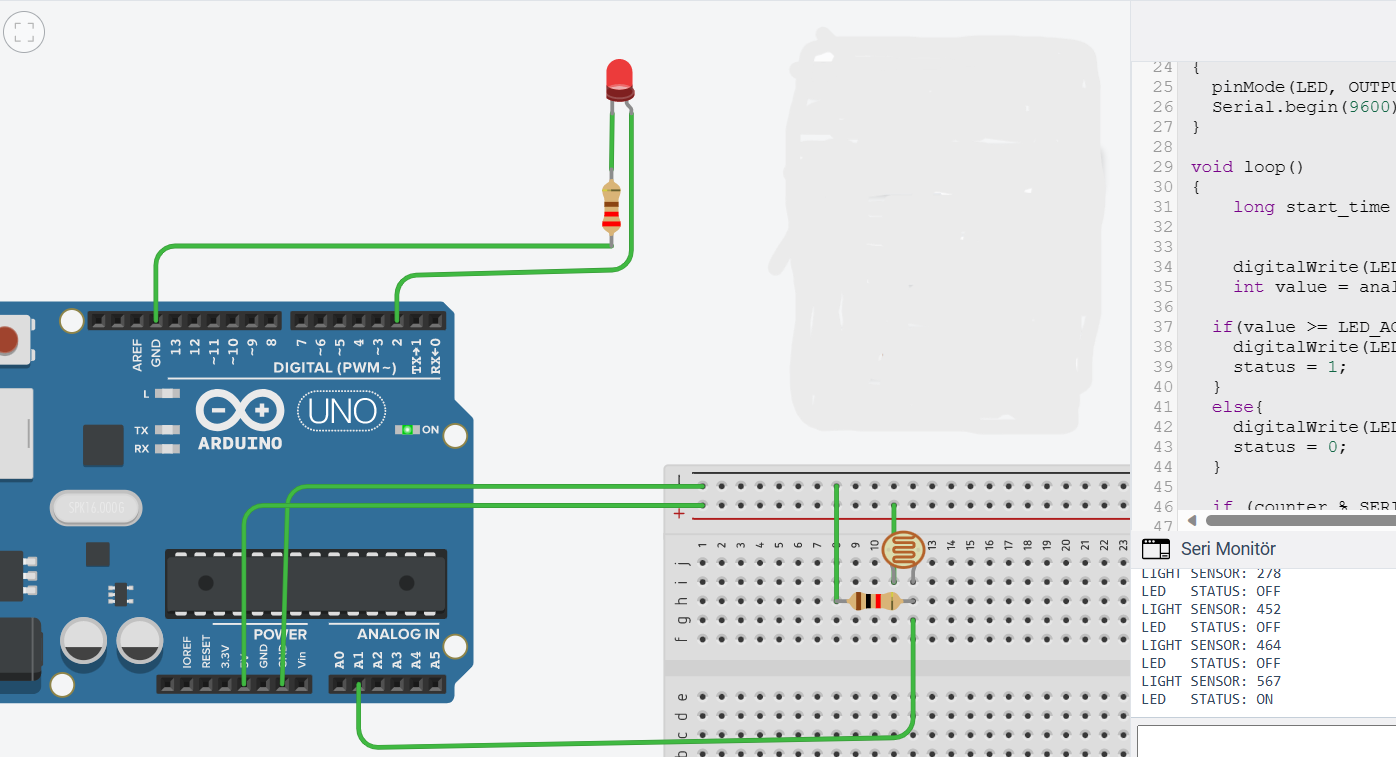 AREF
GND
13
12
~11
~10
~9
8
7
~6
~5
4
~3
2
TX→1
RX←0
DIGITAL (PWM~)
L
TX
RX
ARDUINO
UNO
ON
POWER
ANALOG IN
IOREF
RESET
3.3V
5V
GND
GND
Vin
A0
A1
A2
A3
A4
A5
1 2 3 4 5 6 7 8 9 10 13 14 15 16 17 18 19 20 21 22 23
j
i
h
g
f
e
d
c
b
24 {
25 pinMode(LED, OUTPU
26 Serial.begin(9600)
27 }
28
29 void loop()
30 {
31 long start_time
32
33
34 digitalWrite(LED
35 int value = anal
36
37 if(value >= LED_AC
38 digitalWrite(LED
39 status = 1;
40 }
41 else{
42 digitalWrite(LED
43 status = 0;
44 }
45
46 if (counter % SERI
47
Seri Monitör
LIGHT SENSOR: 278
LED STATUS: OFF
LIGHT SENSOR: 452
LED STATUS: OFF
LIGHT SENSOR: 464
LED STATUS: OFF
LIGHT SENSOR: 567
LED STATUS: ON